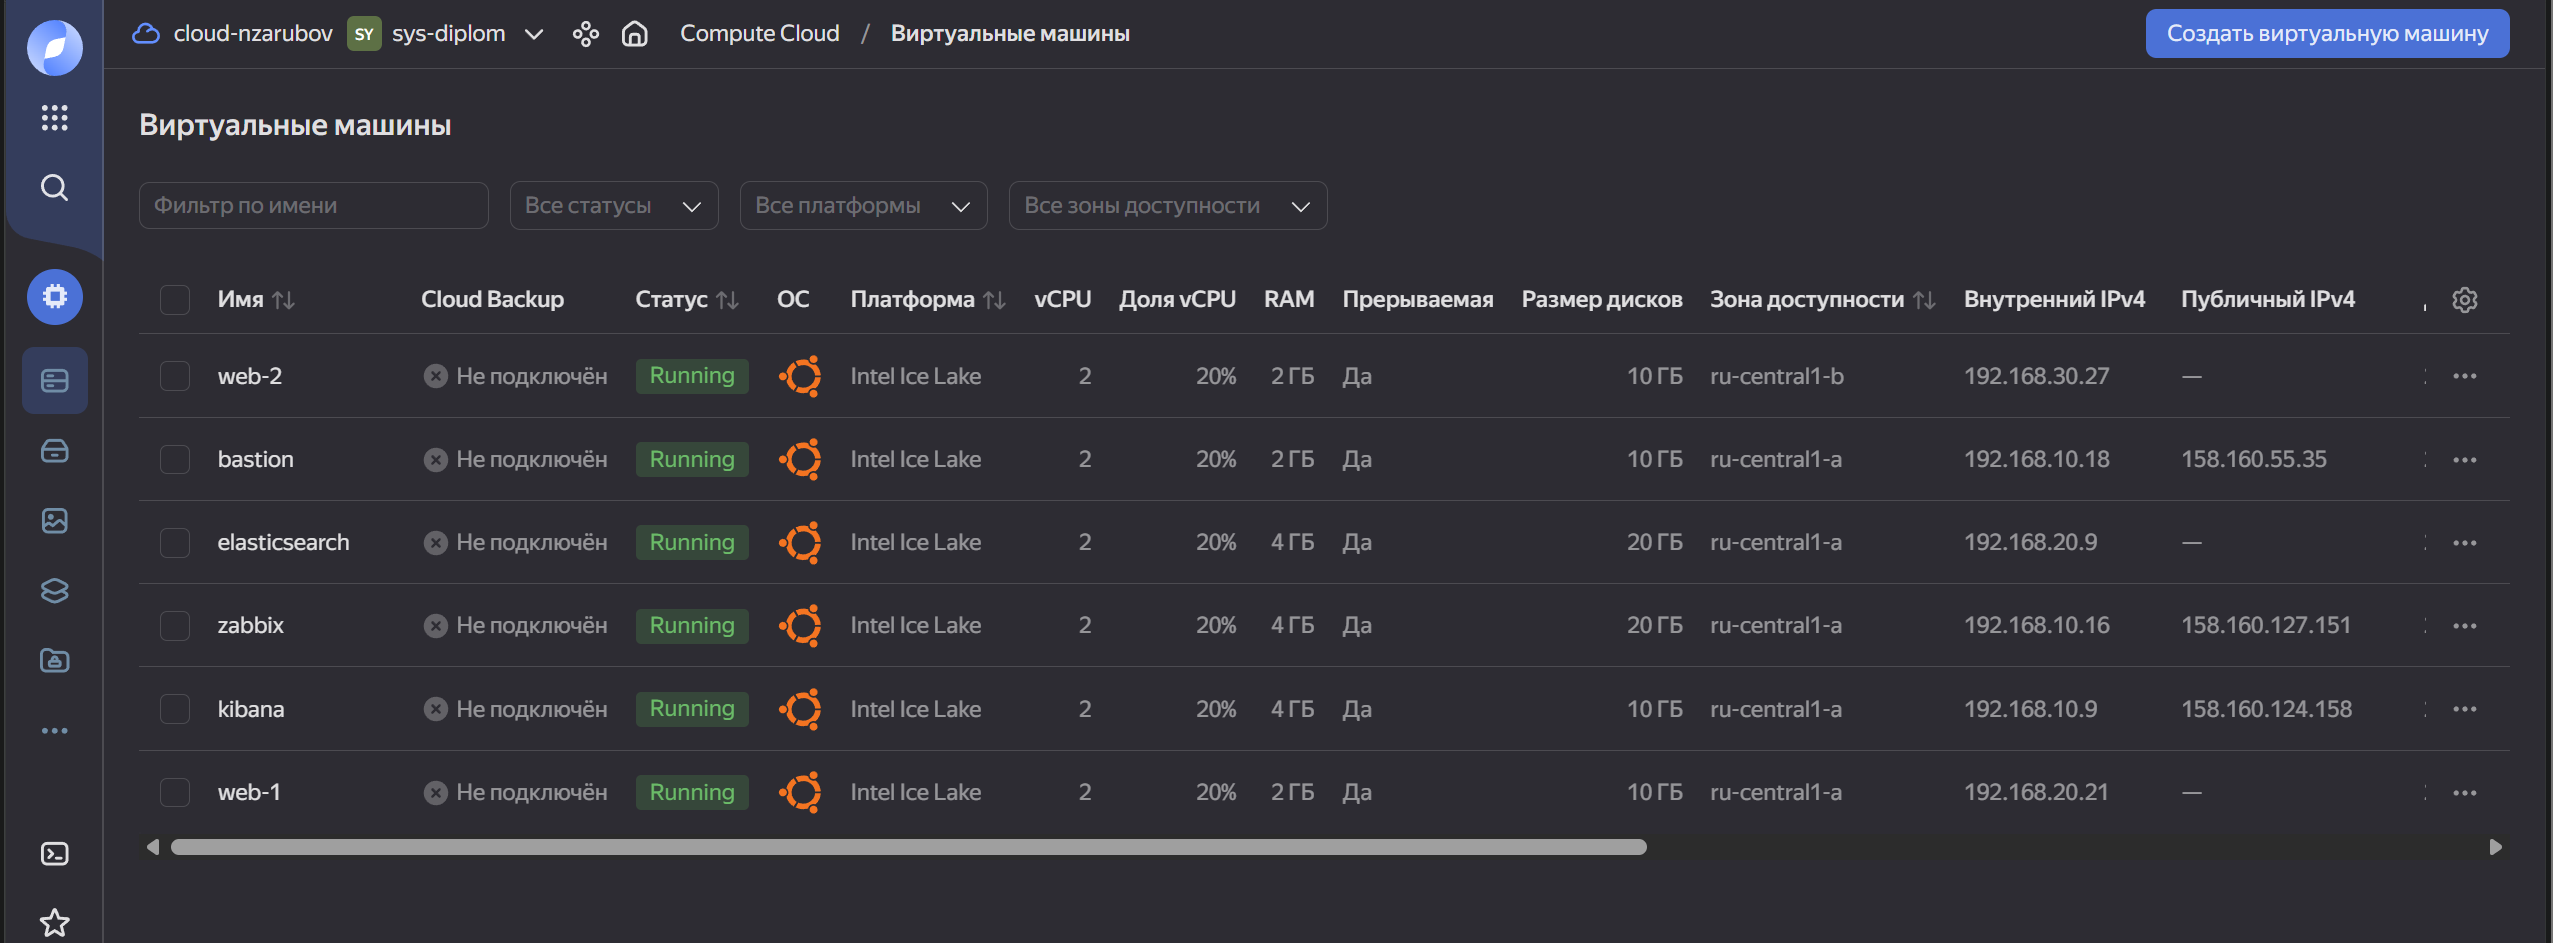 cloud-nzarubov SY sys-diplom Compute Cloud / Виртуальные машины Создать виртуальную машину
Виртуальные машины
Фильтр по имени Все статусы Все платформы Все зоны доступности
Имя Cloud Backup Статус ОС Платформа vCPU Доля vCPU RAM Прерываемая Размер дисков Зона доступности Внутренний IPv4 Публичный IPv4
web-2 Не подключён Running Intel Ice Lake 2 20% 2 ГБ Да 10 ГБ ru-central1-b 192.168.30.27 —
bastion Не подключён Running Intel Ice Lake 2 20% 2 ГБ Да 10 ГБ ru-central1-a 192.168.10.18 158.160.55.35
elasticsearch Не подключён Running Intel Ice Lake 2 20% 4 ГБ Да 20 ГБ ru-central1-a 192.168.20.9 —
zabbix Не подключён Running Intel Ice Lake 2 20% 4 ГБ Да 20 ГБ ru-central1-a 192.168.10.16 158.160.127.151
kibana Не подключён Running Intel Ice Lake 2 20% 4 ГБ Да 10 ГБ ru-central1-a 192.168.10.9 158.160.124.158
web-1 Не подключён Running Intel Ice Lake 2 20% 2 ГБ Да 10 ГБ ru-central1-a 192.168.20.21 —